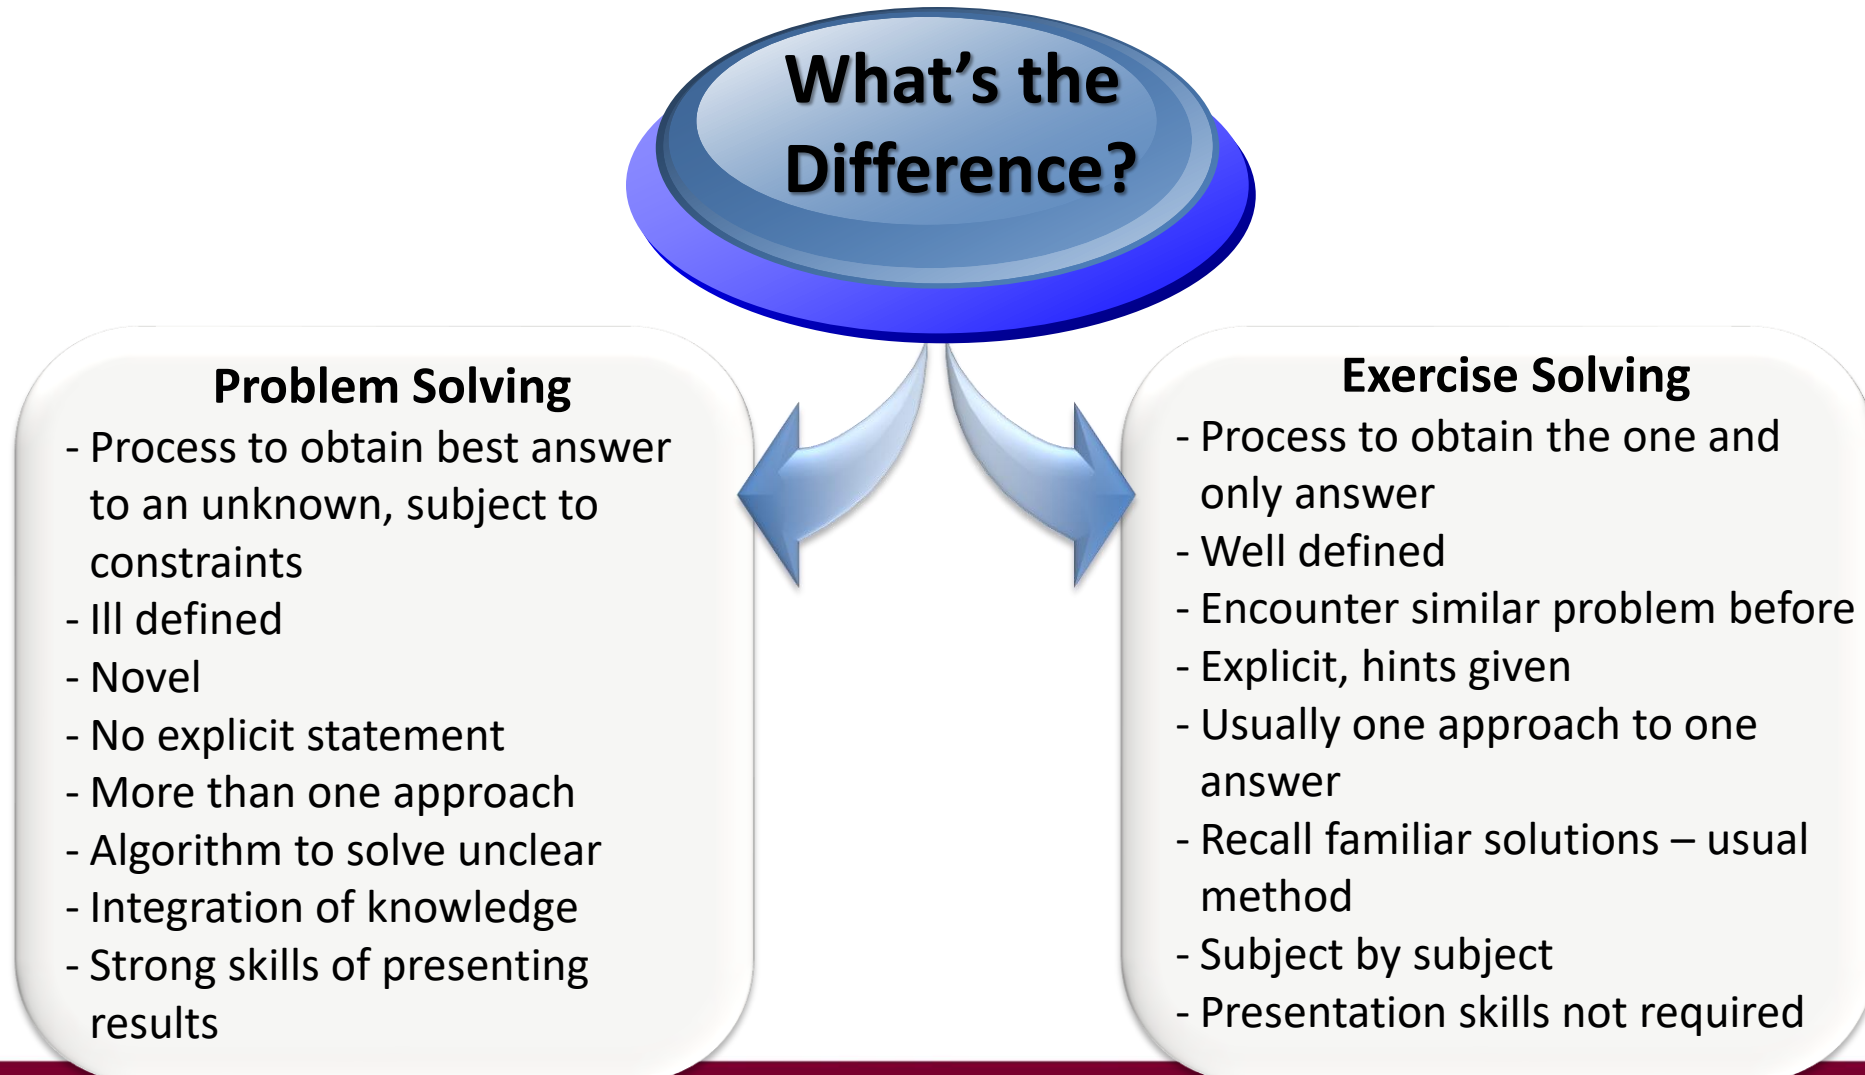 What’s the
Difference?
Problem Solving
- Process to obtain best answer
to an unknown, subject to
constraints
- Ill defined
- Novel
- No explicit statement
- More than one approach
- Algorithm to solve unclear
- Integration of knowledge
- Strong skills of presenting
results
Exercise Solving
- Process to obtain the one and
only answer
- Well defined
- Encounter similar problem before
- Explicit, hints given
- Usually one approach to one
answer
- Recall familiar solutions – usual
method
- Subject by subject
- Presentation skills not required